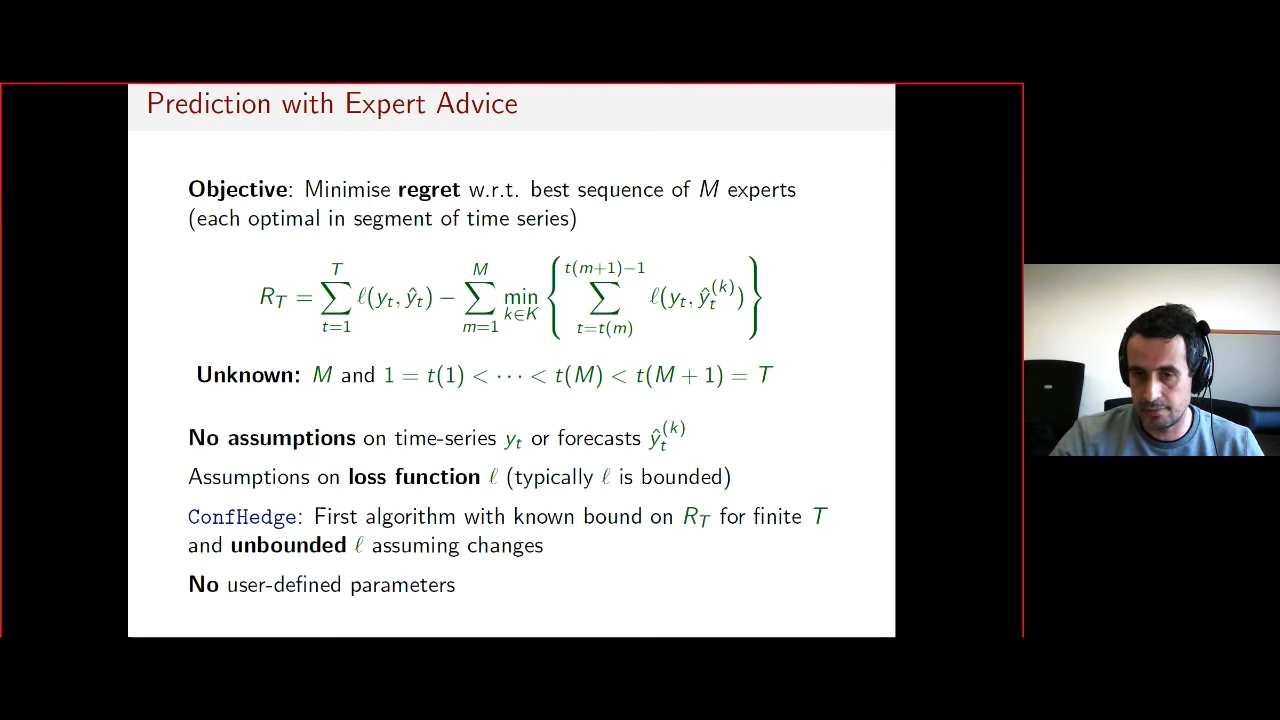 Prediction with Expert Advice
Objective: Minimise regret w.r.t. best sequence of M experts
(each optimal in segment of time series)
R_T = \sum_{t=1}^{T} ℓ(y_t, ŷ_t) − \sum_{m=1}^{M} \min_{k∈K} { \sum_{t=t(m)}^{t(m+1)−1} ℓ(y_t, ŷ_t^{(k)}) }
Unknown: M and 1 = t(1) < ··· < t(M) < t(M + 1) = T
No assumptions on time-series y_t or forecasts ŷ_t^{(k)}
Assumptions on loss function ℓ (typically ℓ is bounded)
ConfHedge: First algorithm with known bound on R_T for finite T
and unbounded ℓ assuming changes
No user-defined parameters